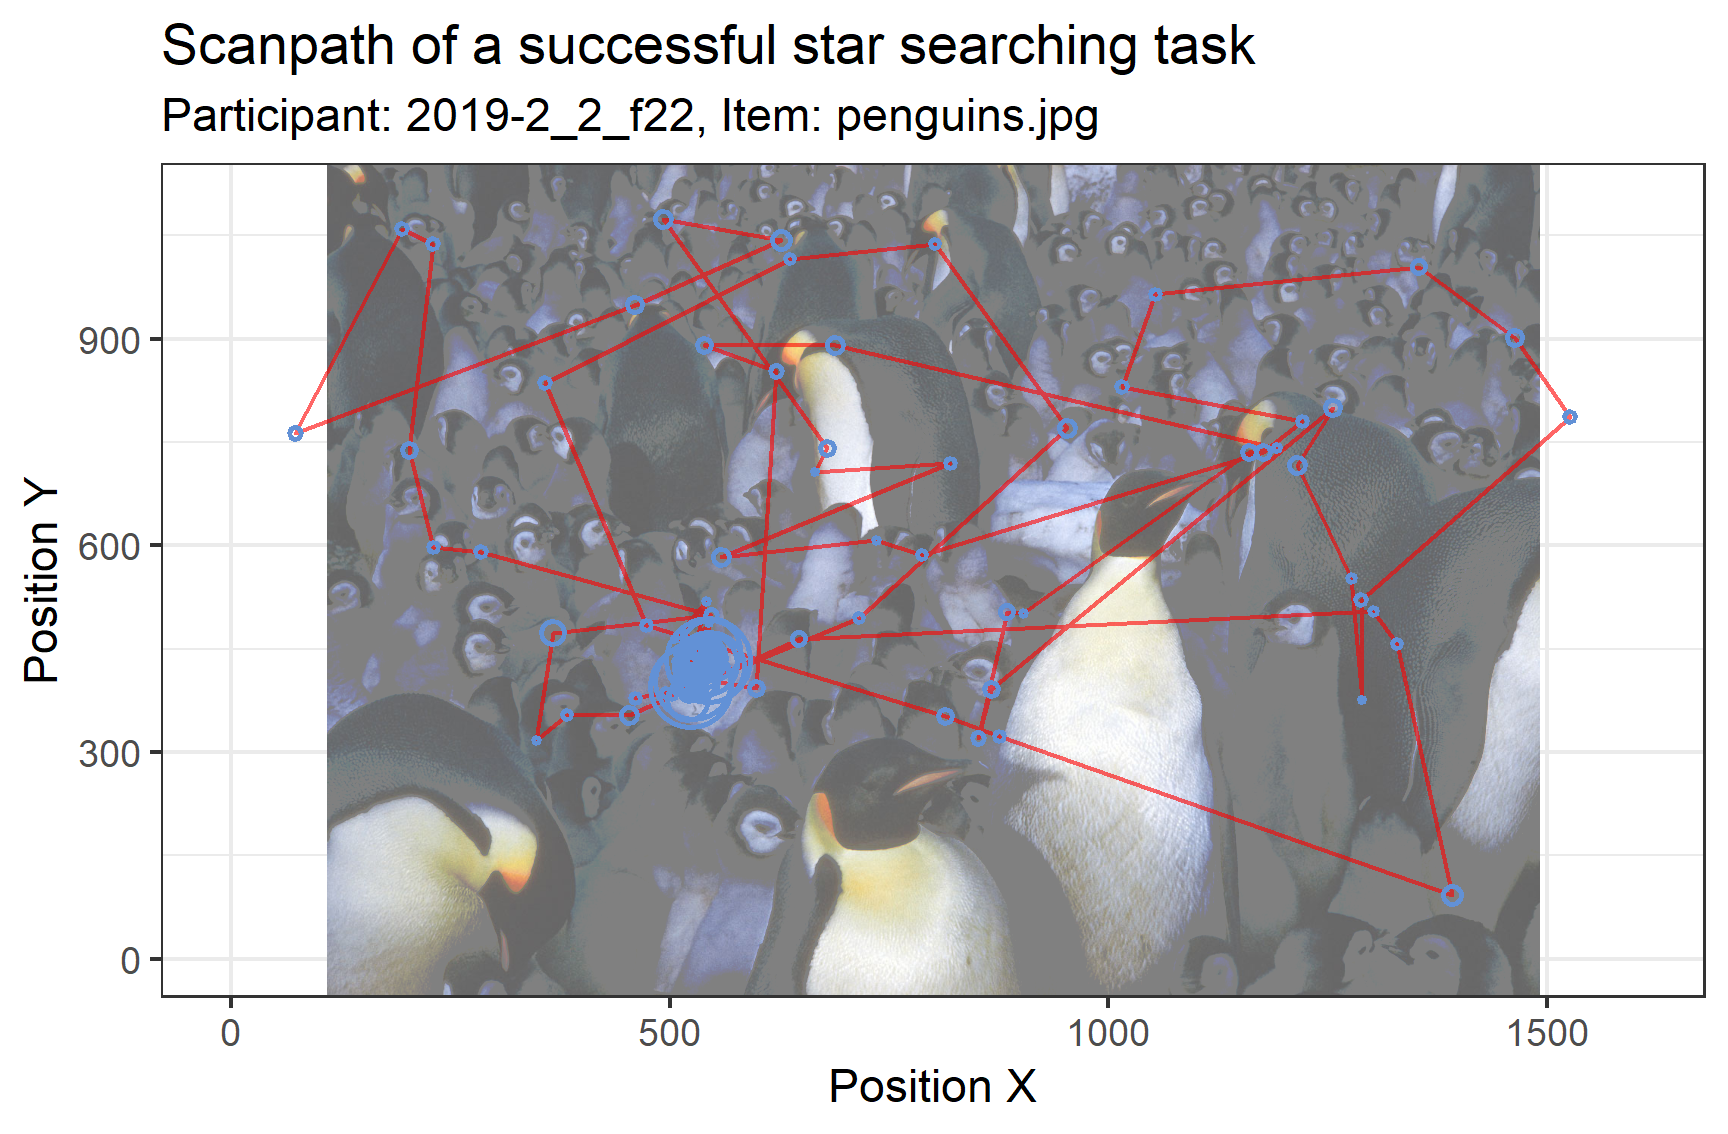 Scanpath of a successful star searching task
Participant: 2019-2_2_f22, Item: penguins.jpg
Position Y
900
600
300
0
0 500 1000 1500
Position X